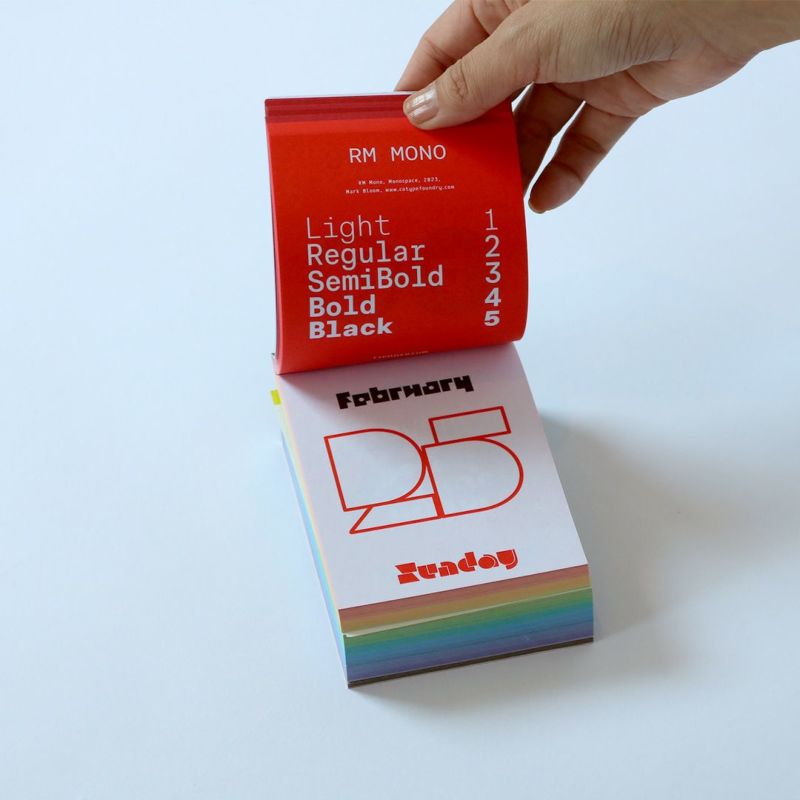 RM MONO
RM Mono, Monospace, 2023,
Mark Bloom, www.cotypefoundry.com
Light 1
Regular 2
SemiBold 3
Bold 4
Black 5
February
25
Sunday